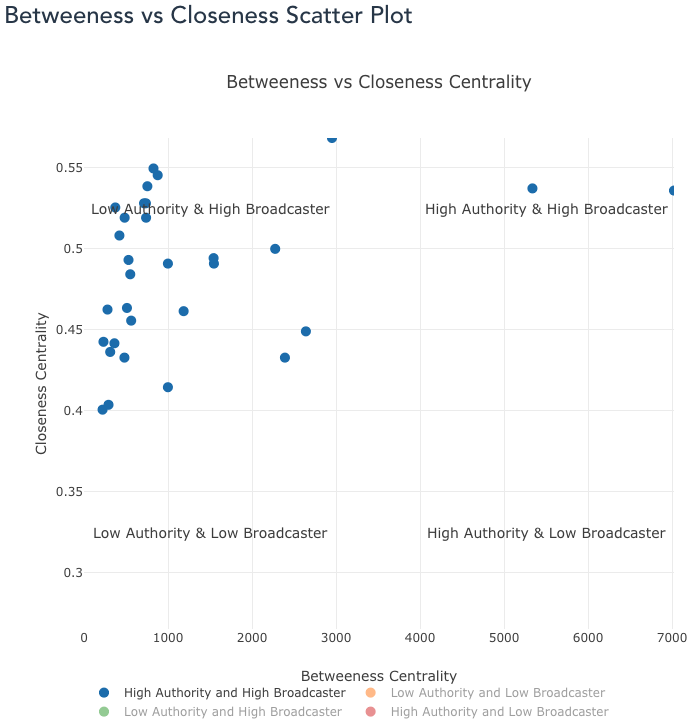 Betweeness vs Closeness Scatter Plot
Betweeness vs Closeness Centrality
0.55
Low Authority & High Broadcaster
High Authority & High Broadcaster
0.5
0.45
Closeness Centrality
0.4
0.35
Low Authority & Low Broadcaster
High Authority & Low Broadcaster
0.3
0 1000 2000 3000 4000 5000 6000 7000
Betweeness Centrality
High Authority and High Broadcaster
Low Authority and Low Broadcaster
Low Authority and High Broadcaster
High Authority and Low Broadcaster